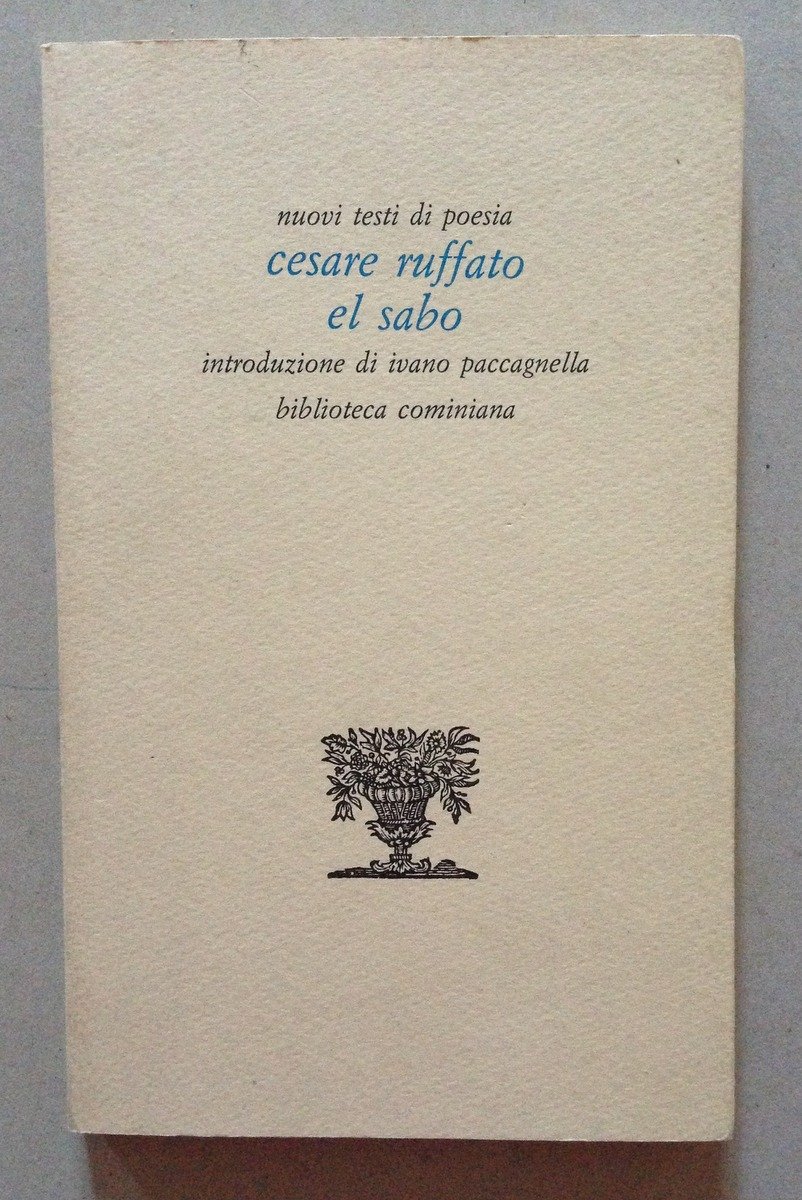 nuovi testi di poesia
cesare ruffato
el sabo
introduzione di ivano paccagnella
biblioteca cominiana